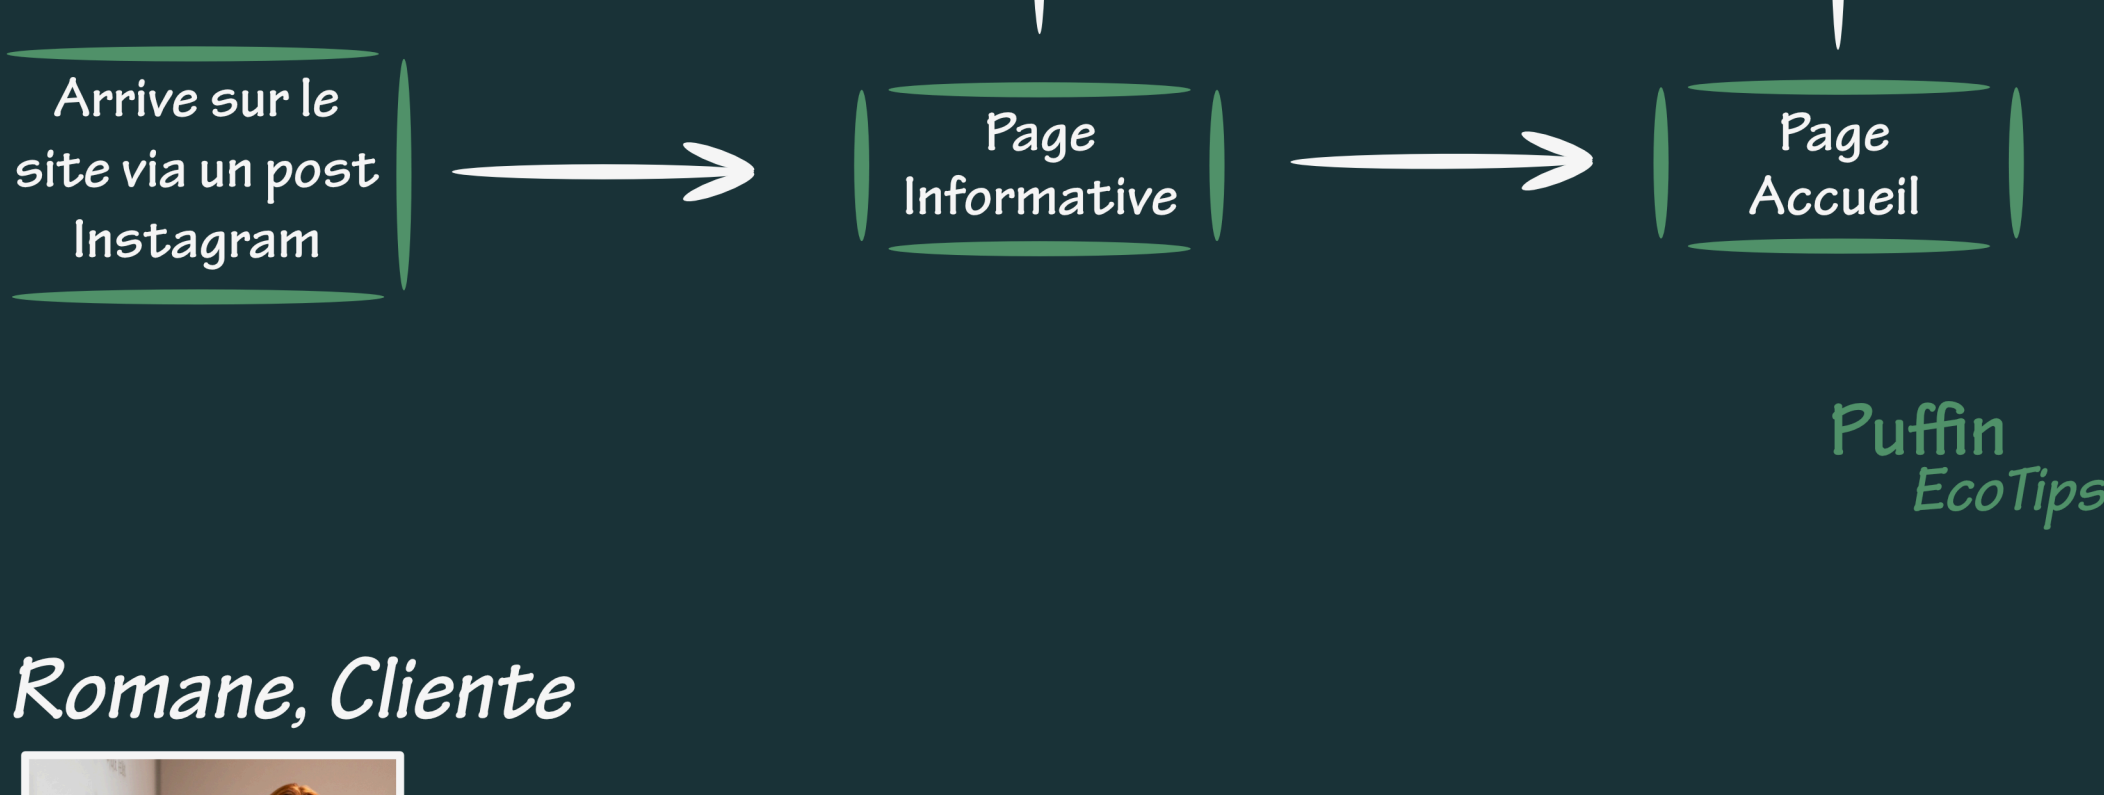 Arrive sur le
site via un post
Instagram
Page
Informative
Page
Accueil
Puffin
EcoTips
Romane, Cliente